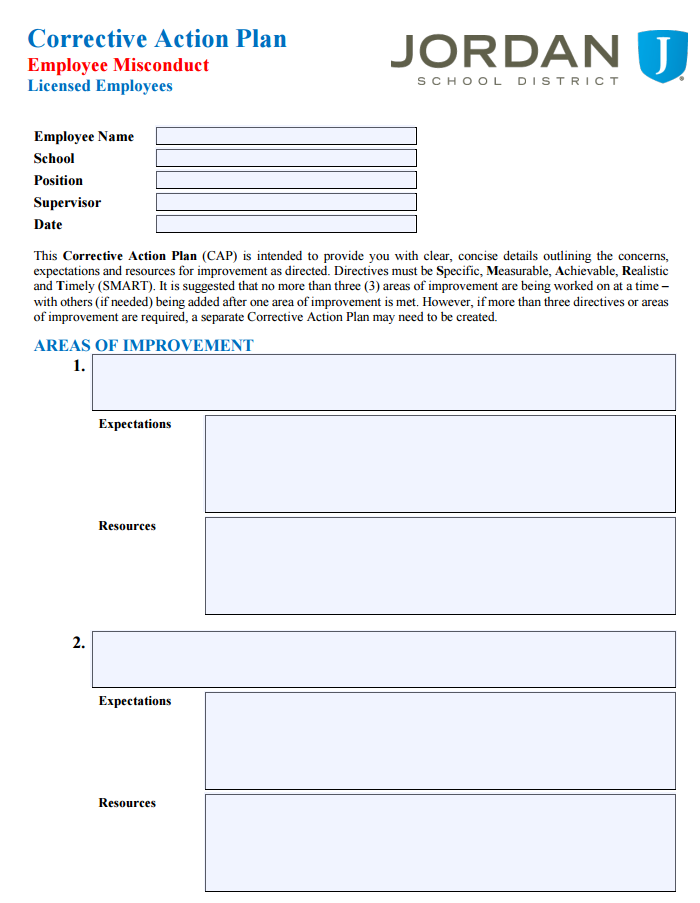 Corrective Action Plan
Employee Misconduct
Licensed Employees
JORDAN
SCHOOL DISTRICT
J
Employee Name
School
Position
Supervisor
Date
This Corrective Action Plan (CAP) is intended to provide you with clear, concise details outlining the concerns,
expectations and resources for improvement as directed. Directives must be Specific, Measurable, Achievable, Realistic
and Timely (SMART). It is suggested that no more than three (3) areas of improvement are being worked on at a time –
with others (if needed) being added after one area of improvement is met. However, if more than three directives or areas
of improvement are required, a separate Corrective Action Plan may need to be created.
AREAS OF IMPROVEMENT
1.
Expectations
Resources
2.
Expectations
Resources